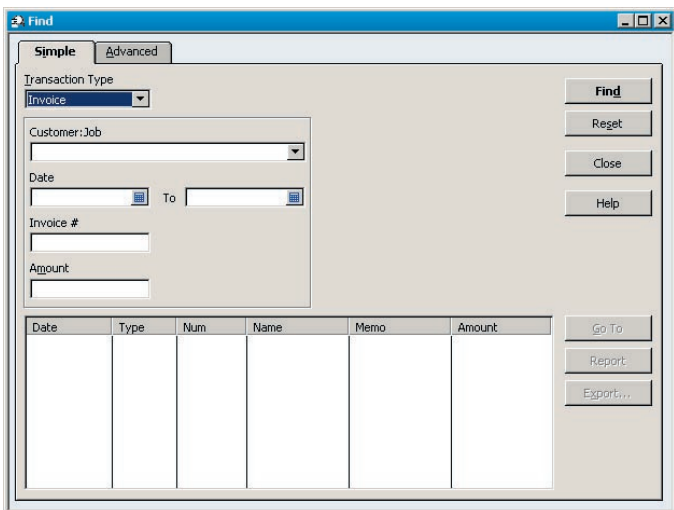 Find
Simple Advanced
Transaction Type
Invoice
Find
Reset
Close
Help
Customer:Job
Date
To
Invoice #
Amount
Date Type Num Name Memo Amount
Go To
Report
Export...